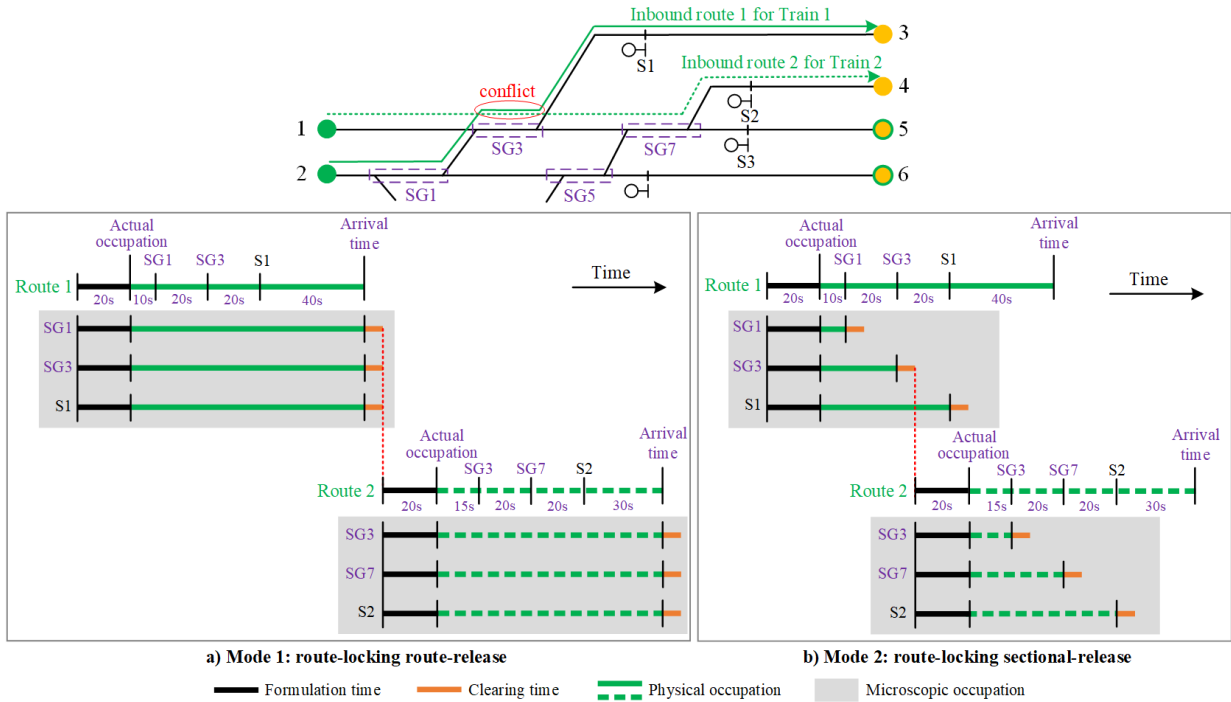 Inbound route 1 for Train 1
3
S1
Inbound route 2 for Train 2
conflict
4
S2
1
5
SG3
SG7
S3
2
6
SG1
SG5
Actual
occupation
Arrival
time
SG1
SG3
S1
Route 1
20s
10s
20s
20s
40s
Time
SG1
SG3
S1
Actual
occupation
Arrival
time
SG3
SG7
S2
Route 2
20s
15s
20s
20s
30s
SG3
SG7
S2
Actual
occupation
Arrival
time
SG1
SG3
S1
Route 1
20s
10s
20s
20s
40s
Time
SG1
SG3
S1
Actual
occupation
Arrival
time
SG3
SG7
S2
Route 2
20s
15s
20s
20s
30s
SG3
SG7
S2
a) Mode 1: route-locking route-release
b) Mode 2: route-locking sectional-release
Formulation time
Clearing time
Physical occupation
Microscopic occupation